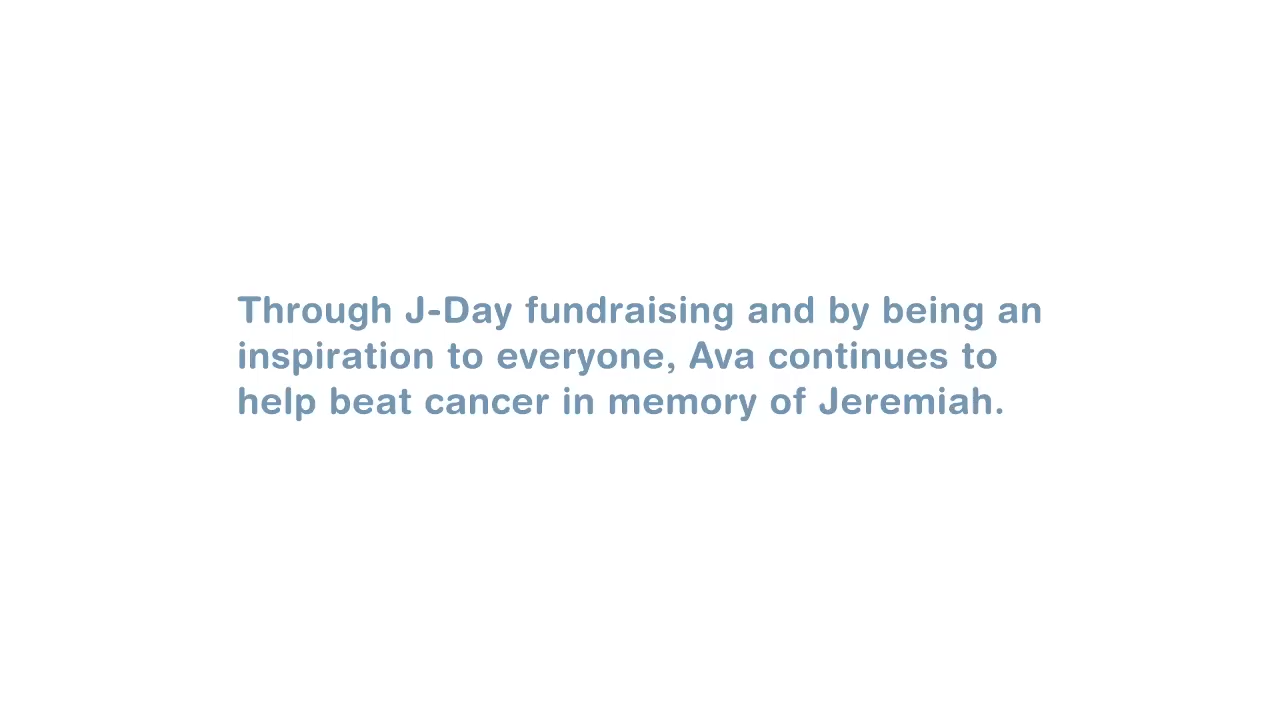 Through J-Day fundraising and by being an
inspiration to everyone, Ava continues to
help beat cancer in memory of Jeremiah.